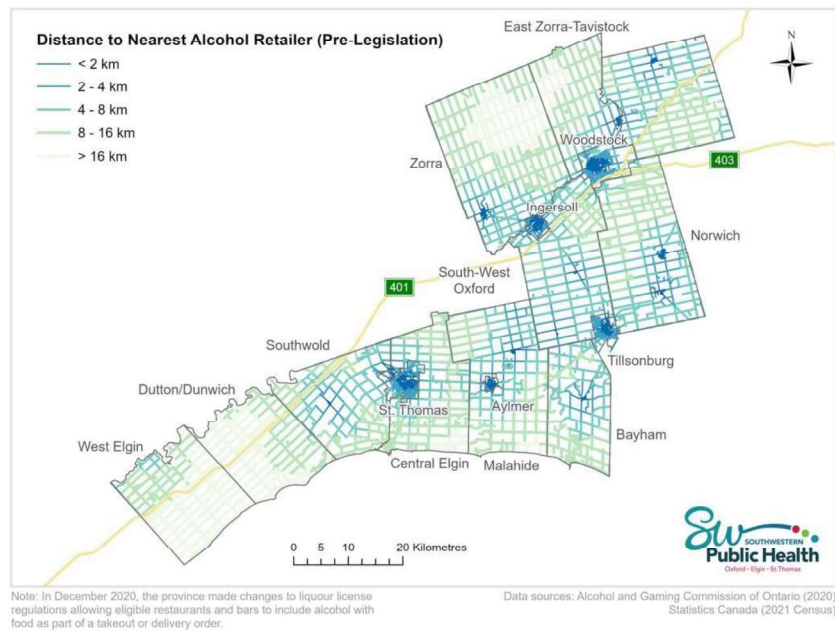 Distance to Nearest Alcohol Retailer (Pre-Legislation)
< 2 km
2 - 4 km
4 - 8 km
8 - 16 km
> 16 km
East Zorra-Tavistock
N
Woodstock
Zorra
403
Ingersoll
Norwich
South-West
Oxford
401
Southwold
Tillsonburg
Dutton/Dunwich
St. Thomas
Aylmer
West Elgin
Bayham
Central Elgin
Malahide
0 5 10 20 Kilometres
SW
SOUTHWESTERN
Public Health
Oxford • Elgin • St.Thomas
Note: In December 2020, the province made changes to liquour license
regulations allowing eligible restaurants and bars to include alcohol with
food as part of a takeout or delivery order.
Data sources: Alcohol and Gaming Commission of Ontario (2020)
Statistics Canada (2021 Census)